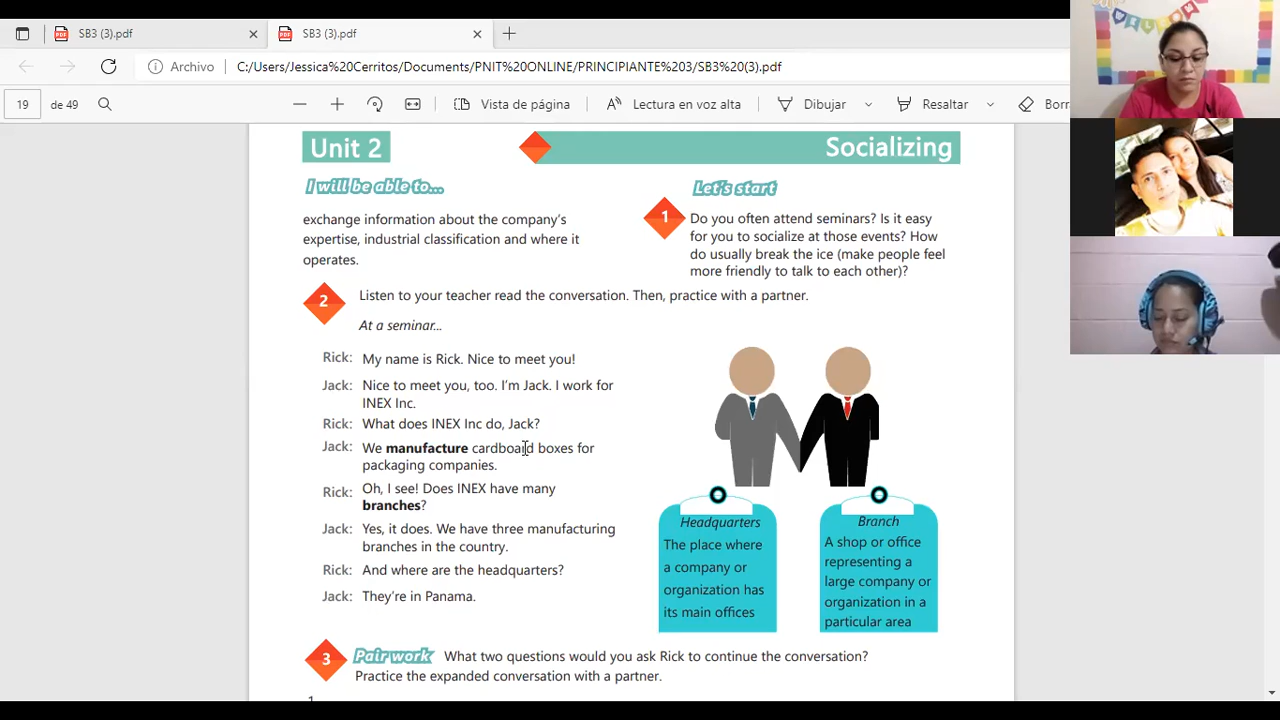 SB3 (3).pdf
SB3 (3).pdf
Archivo
C:/Users/Jessica%20Cerritos/Documents/PNIT%20ONLINE/PRINCIPIANTE%203/SB3%20(3).pdf
19 de 49
Vista de página
Lectura en voz alta
Dibujar
Resaltar
Borr
WELCOM
Unit 2
Socializing
I will be able to...
exchange information about the company's
expertise, industrial classification and where it
operates.
Let's start
1
Do you often attend seminars? Is it easy
for you to socialize at those events? How
do usually break the ice (make people feel
more friendly to talk to each other)?
2
Listen to your teacher read the conversation. Then, practice with a partner.
At a seminar...
Rick: My name is Rick. Nice to meet you!
Jack: Nice to meet you, too. I'm Jack. I work for
INEX Inc.
Rick: What does INEX Inc do, Jack?
Jack: We manufacture cardboard boxes for
packaging companies.
Rick: Oh, I see! Does INEX have many
branches?
Jack: Yes, it does. We have three manufacturing
branches in the country.
Rick: And where are the headquarters?
Jack: They're in Panama.
Headquarters
The place where
a company or
organization has
its main offices
Branch
A shop or office
representing a
large company or
organization in a
particular area
3
Pair work What two questions would you ask Rick to continue the conversation?
Practice the expanded conversation with a partner.
1